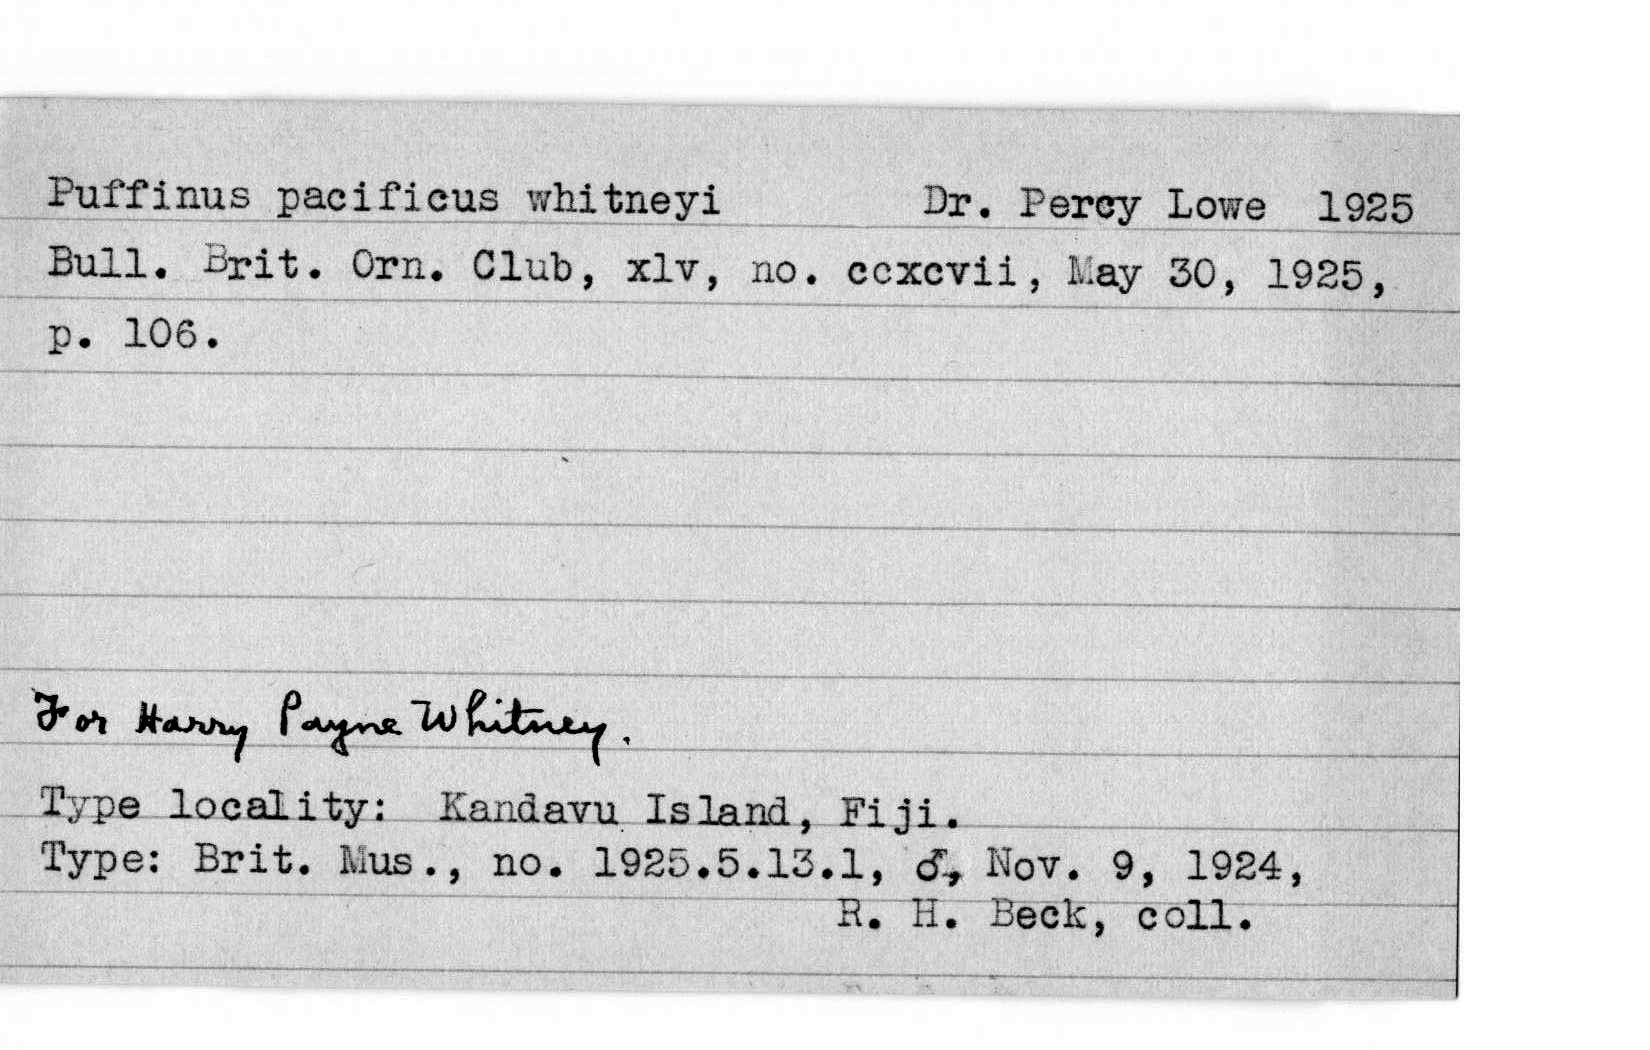 Puffinus pacificus whitneyi Dr. Percy Lowe 1925
Bull. Brit. Orn. Club, xlv, no. ccxcvii, May 30, 1925,
p. 106.
For Harry Payne Whitney.
Type locality: Kandavu Island, Fiji.
Type: Brit. Mus., no. 1925.5.13.1, ♂, Nov. 9, 1924,
R. H. Beck, coll.